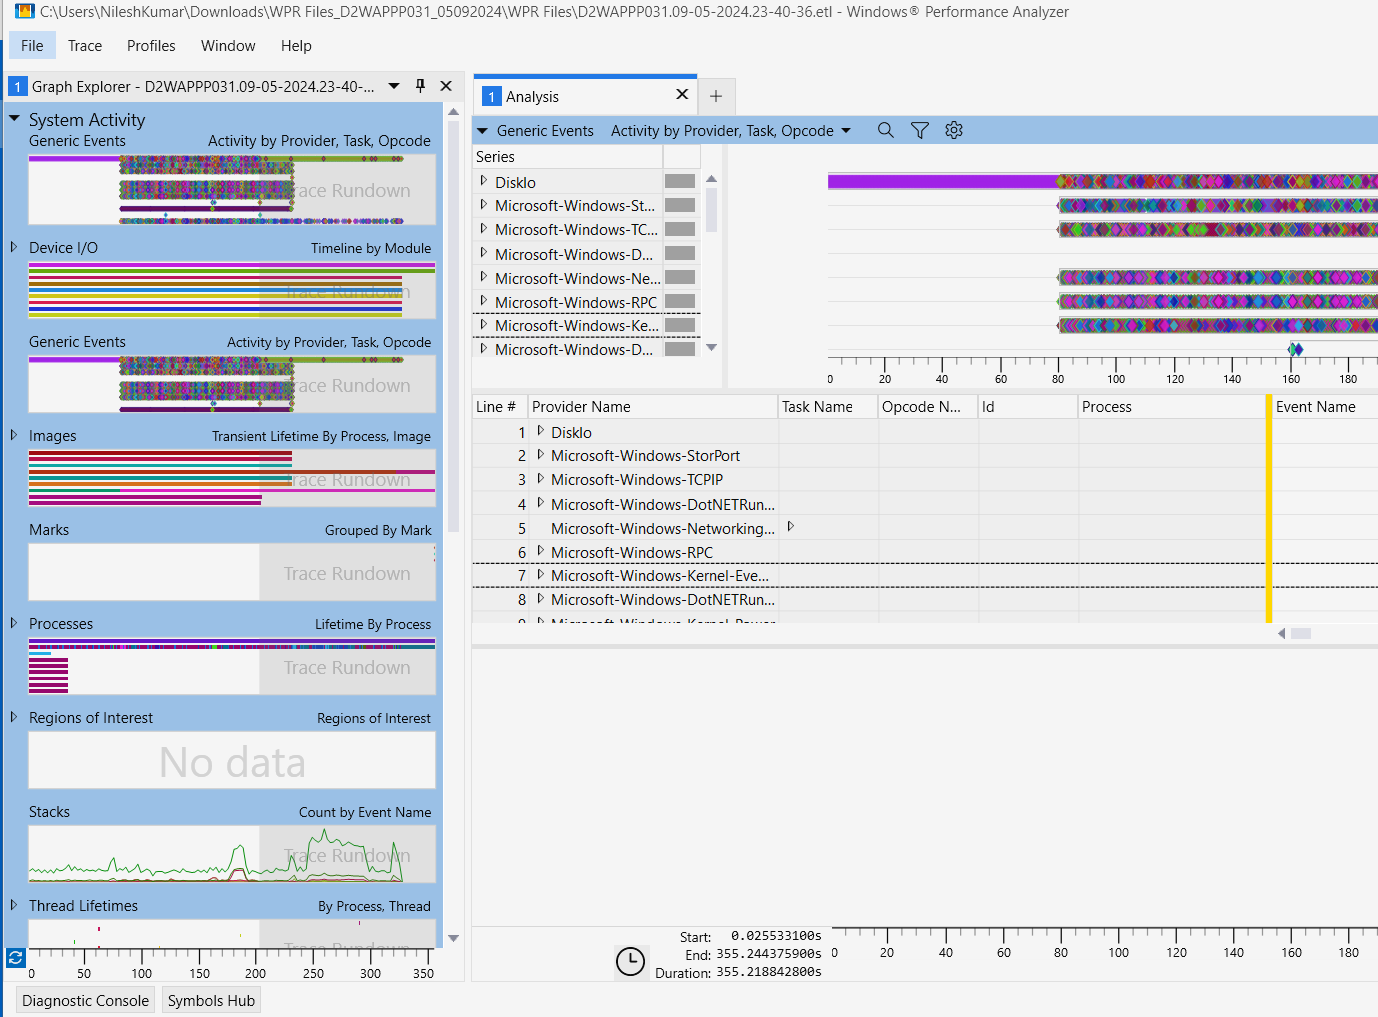 C:\Users\NileshKumar\Downloads\WPR Files_D2WAPPP031_05092024\WPR Files\D2WAPPP031.09-05-2024.23-40-36.etl - Windows® Performance Analyzer
File Trace Profiles Window Help
1 Graph Explorer - D2WAPPP031.09-05-2024.23-40-...
System Activity
Generic Events Activity by Provider, Task, Opcode
Trace Rundown
Device I/O Timeline by Module
Trace Rundown
Generic Events Activity by Provider, Task, Opcode
Trace Rundown
Images Transient Lifetime By Process, Image
Trace Rundown
Marks Grouped By Mark
Trace Rundown
Processes Lifetime By Process
Trace Rundown
Regions of Interest Regions of Interest
No data
Stacks Count by Event Name
Trace Rundown
Thread Lifetimes By Process, Thread
Trace Rundown
0 50 100 150 200 250 300 350
Diagnostic Console Symbols Hub
1 Analysis
Generic Events Activity by Provider, Task, Opcode
Series
DiskIo
Microsoft-Windows-St...
Microsoft-Windows-TC...
Microsoft-Windows-D...
Microsoft-Windows-Ne...
Microsoft-Windows-RPC
Microsoft-Windows-Ke...
Microsoft-Windows-D...
0 20 40 60 80 100 120 140 160 180
Line # Provider Name Task Name Opcode N... Id Process Event Name
1 DiskIo
2 Microsoft-Windows-StorPort
3 Microsoft-Windows-TCPIP
4 Microsoft-Windows-DotNETRun...
5 Microsoft-Windows-Networking...
6 Microsoft-Windows-RPC
7 Microsoft-Windows-Kernel-Eve...
8 Microsoft-Windows-DotNETRun...
9 Microsoft-Windows-Kernel-Power
Start: 0.025533100s
End: 355.244375900s
Duration: 355.218842800s
0 20 40 60 80 100 120 140 160 180